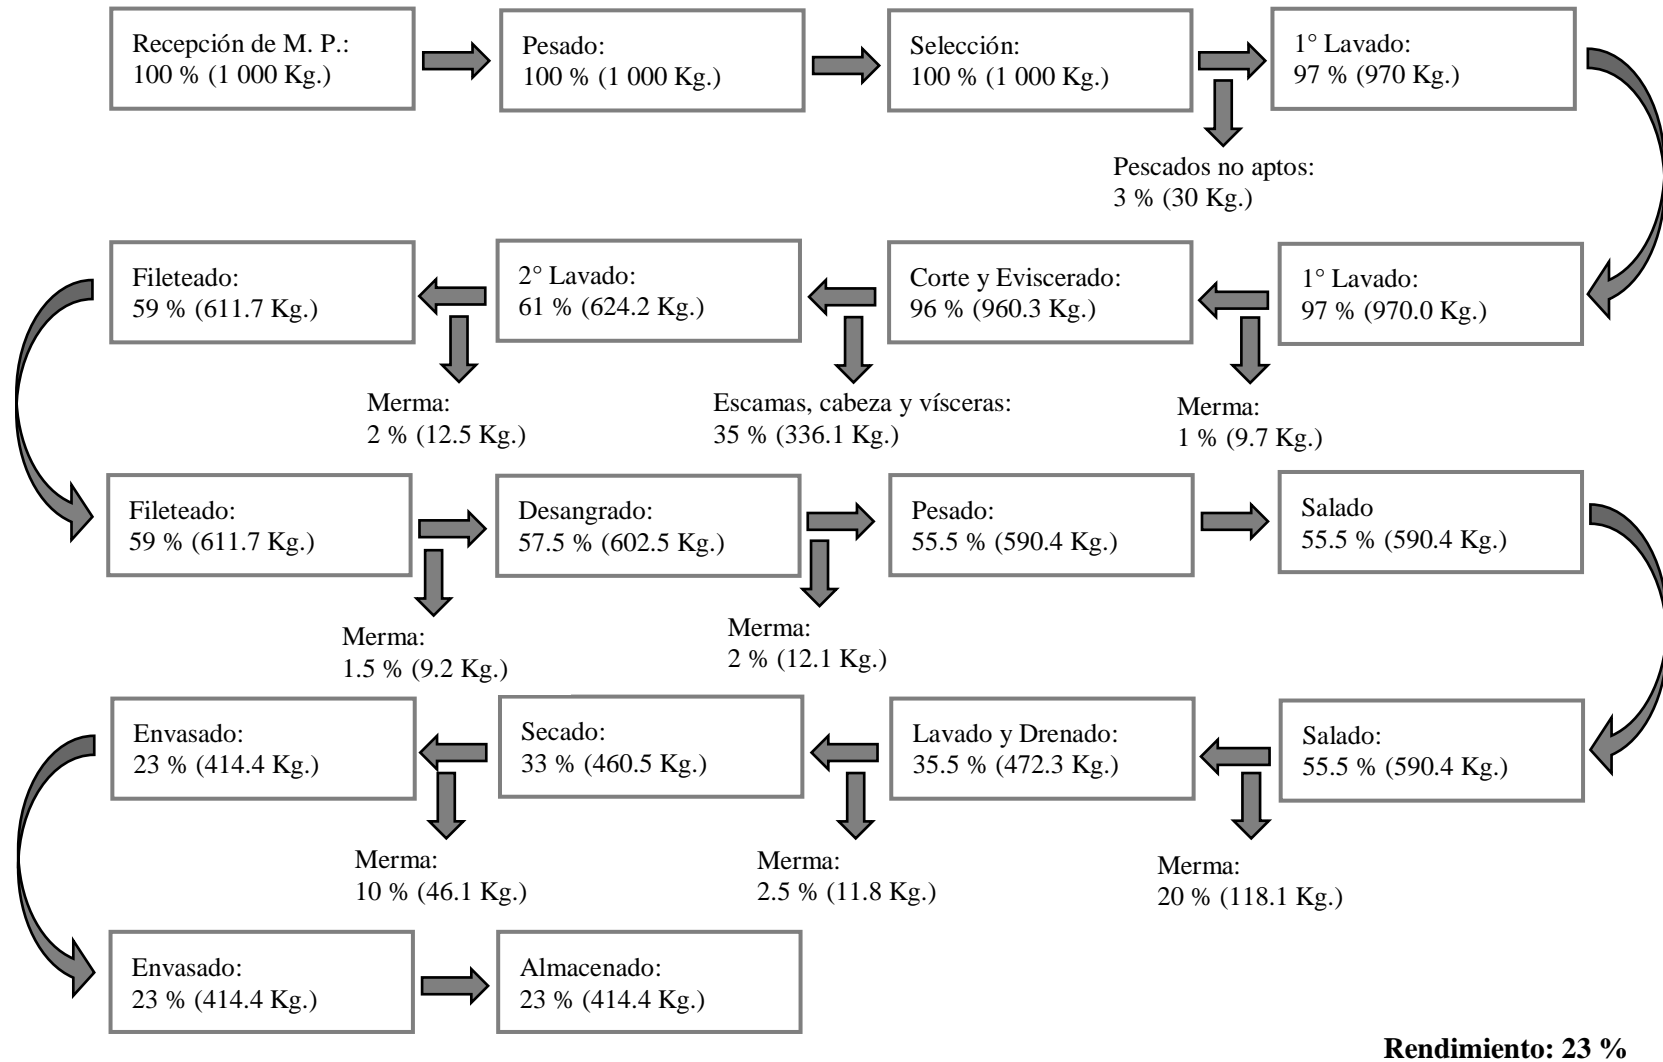 Recepción de M. P.:
100 % (1 000 Kg.)
Pesado:
100 % (1 000 Kg.)
Selección:
100 % (1 000 Kg.)
1° Lavado:
97 % (970 Kg.)
Pescados no aptos:
3 % (30 Kg.)
Fileteado:
59 % (611.7 Kg.)
2° Lavado:
61 % (624.2 Kg.)
Corte y Eviscerado:
96 % (960.3 Kg.)
1° Lavado:
97 % (970.0 Kg.)
Merma:
2 % (12.5 Kg.)
Escamas, cabeza y vísceras:
35 % (336.1 Kg.)
Merma:
1 % (9.7 Kg.)
Fileteado:
59 % (611.7 Kg.)
Desangrado:
57.5 % (602.5 Kg.)
Pesado:
55.5 % (590.4 Kg.)
Salado
55.5 % (590.4 Kg.)
Merma:
1.5 % (9.2 Kg.)
Merma:
2 % (12.1 Kg.)
Envasado:
23 % (414.4 Kg.)
Secado:
33 % (460.5 Kg.)
Lavado y Drenado:
35.5 % (472.3 Kg.)
Salado:
55.5 % (590.4 Kg.)
Merma:
10 % (46.1 Kg.)
Merma:
2.5 % (11.8 Kg.)
Merma:
20 % (118.1 Kg.)
Envasado:
23 % (414.4 Kg.)
Almacenado:
23 % (414.4 Kg.)
Rendimiento: 23 %